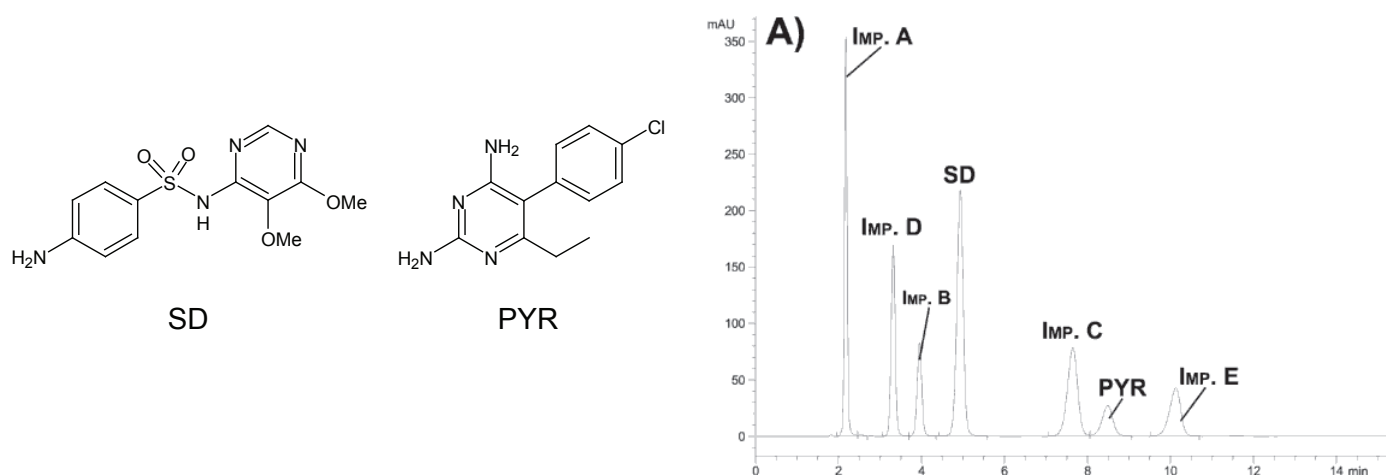 O O
S
N
H
N N
OMe
OMe
H₂N
SD
NH₂
Cl
N
N
H₂N
PYR
A)
mAU
350
300
250
200
150
100
50
0
IMP. A
IMP. D
IMP. B
SD
IMP. C
PYR
IMP. E
0 2 4 6 8 10 12 14 min